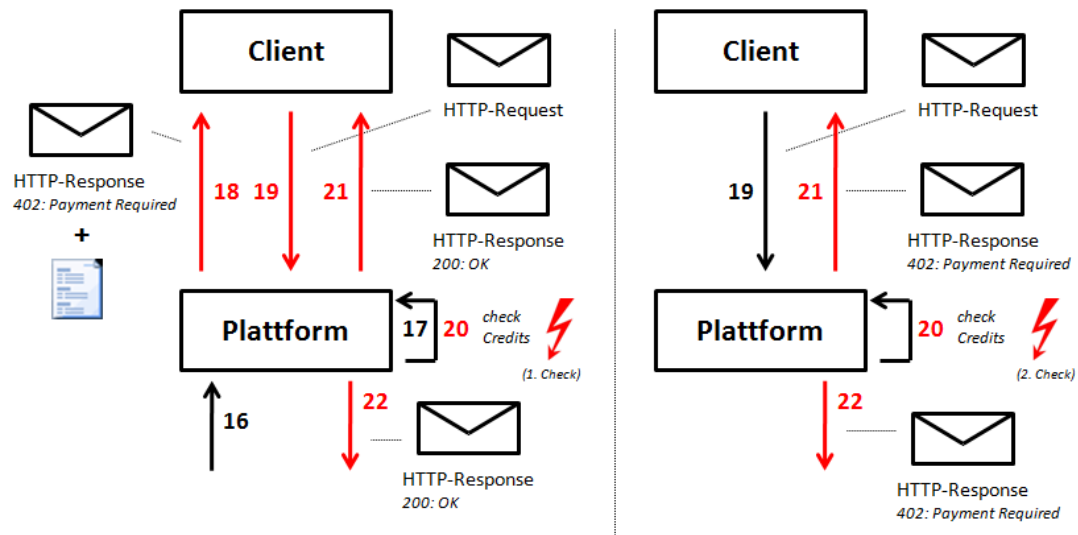 Client
HTTP-Request
HTTP-Response
402: Payment Required
+
18
19
21
HTTP-Response
200: OK
Plattform
17
20
check
Credits
(1. Check)
16
22
HTTP-Response
200: OK
Client
HTTP-Request
19
21
HTTP-Response
402: Payment Required
Plattform
20
check
Credits
(2. Check)
22
HTTP-Response
402: Payment Required